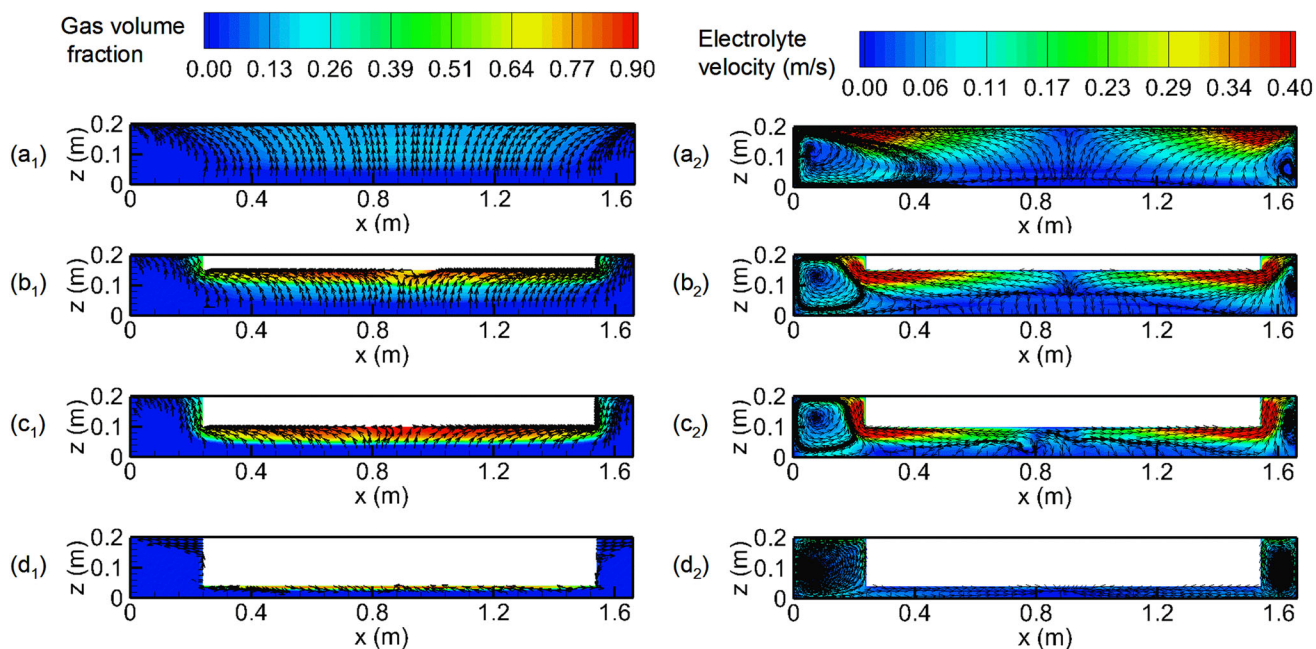 Gas volume
fraction
0.00 0.13 0.26 0.39 0.51 0.64 0.77 0.90
Electrolyte
velocity (m/s)
0.00 0.06 0.11 0.17 0.23 0.29 0.34 0.40
(a1)
z (m)
0.2
0.1
0
0 0.4 0.8 1.2 1.6
x (m)
(a2)
z (m)
0.2
0.1
0
0 0.4 0.8 1.2 1.6
x (m)
(b1)
z (m)
0.2
0.1
0
0 0.4 0.8 1.2 1.6
x (m)
(b2)
z (m)
0.2
0.1
0
0 0.4 0.8 1.2 1.6
x (m)
(c1)
z (m)
0.2
0.1
0
0 0.4 0.8 1.2 1.6
x (m)
(c2)
z (m)
0.2
0.1
0
0 0.4 0.8 1.2 1.6
x (m)
(d1)
z (m)
0.2
0.1
0
0 0.4 0.8 1.2 1.6
x (m)
(d2)
z (m)
0.2
0.1
0
0 0.4 0.8 1.2 1.6
x (m)